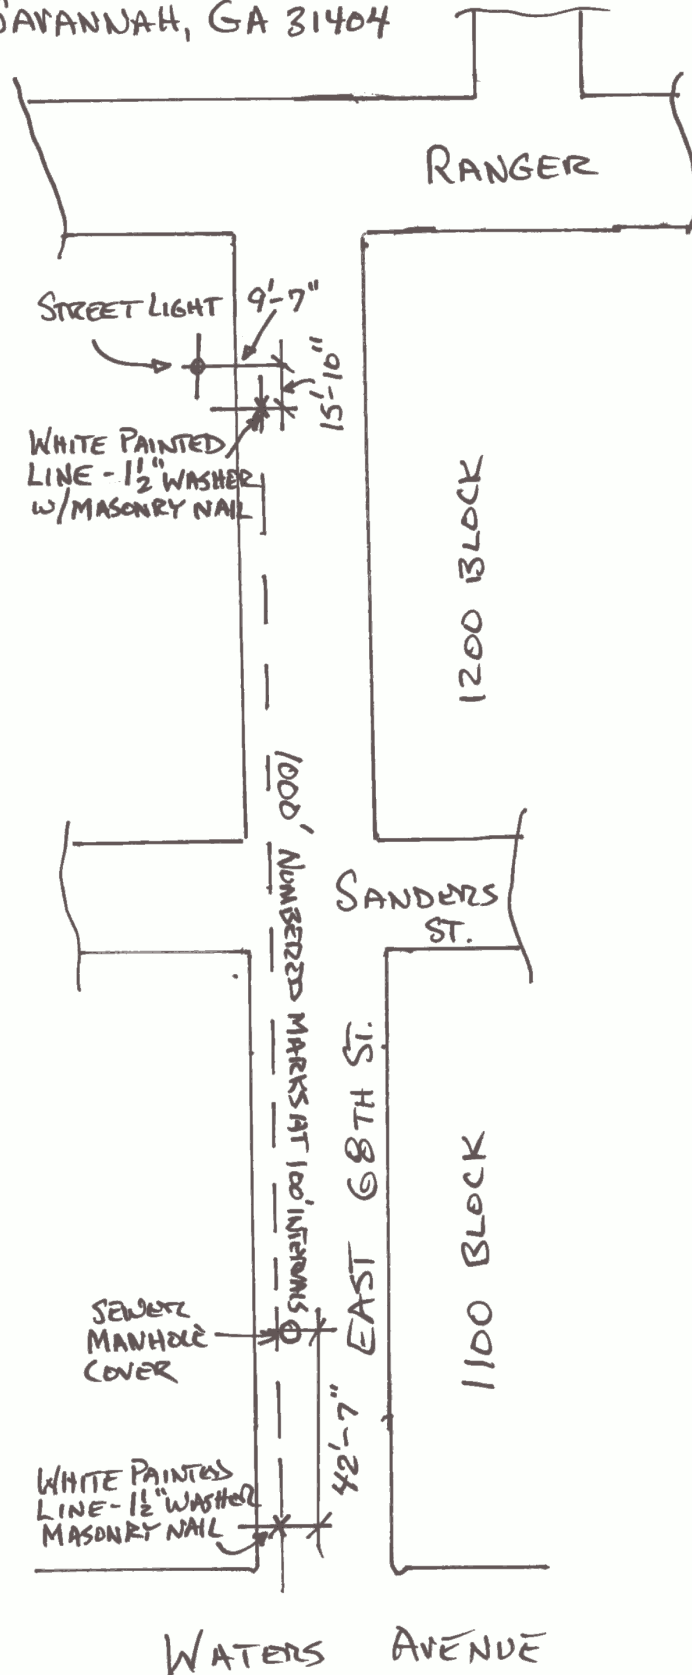 SAVANNAH, GA 31404
RANGER
STREET LIGHT
9'-7"
15'-10"
WHITE PAINTED
LINE - 1½" WASHER
W/MASONRY NAIL
1200 BLOCK
1000' NUMBERED MARKS AT 100' INTERVALS
SANDERS
ST.
EAST 68TH ST.
1100 BLOCK
SEWER
MANHOLE
COVER
42'-7"
WHITE PAINTED
LINE - 1½" WASHER
MASONRY NAIL
WATERS AVENUE